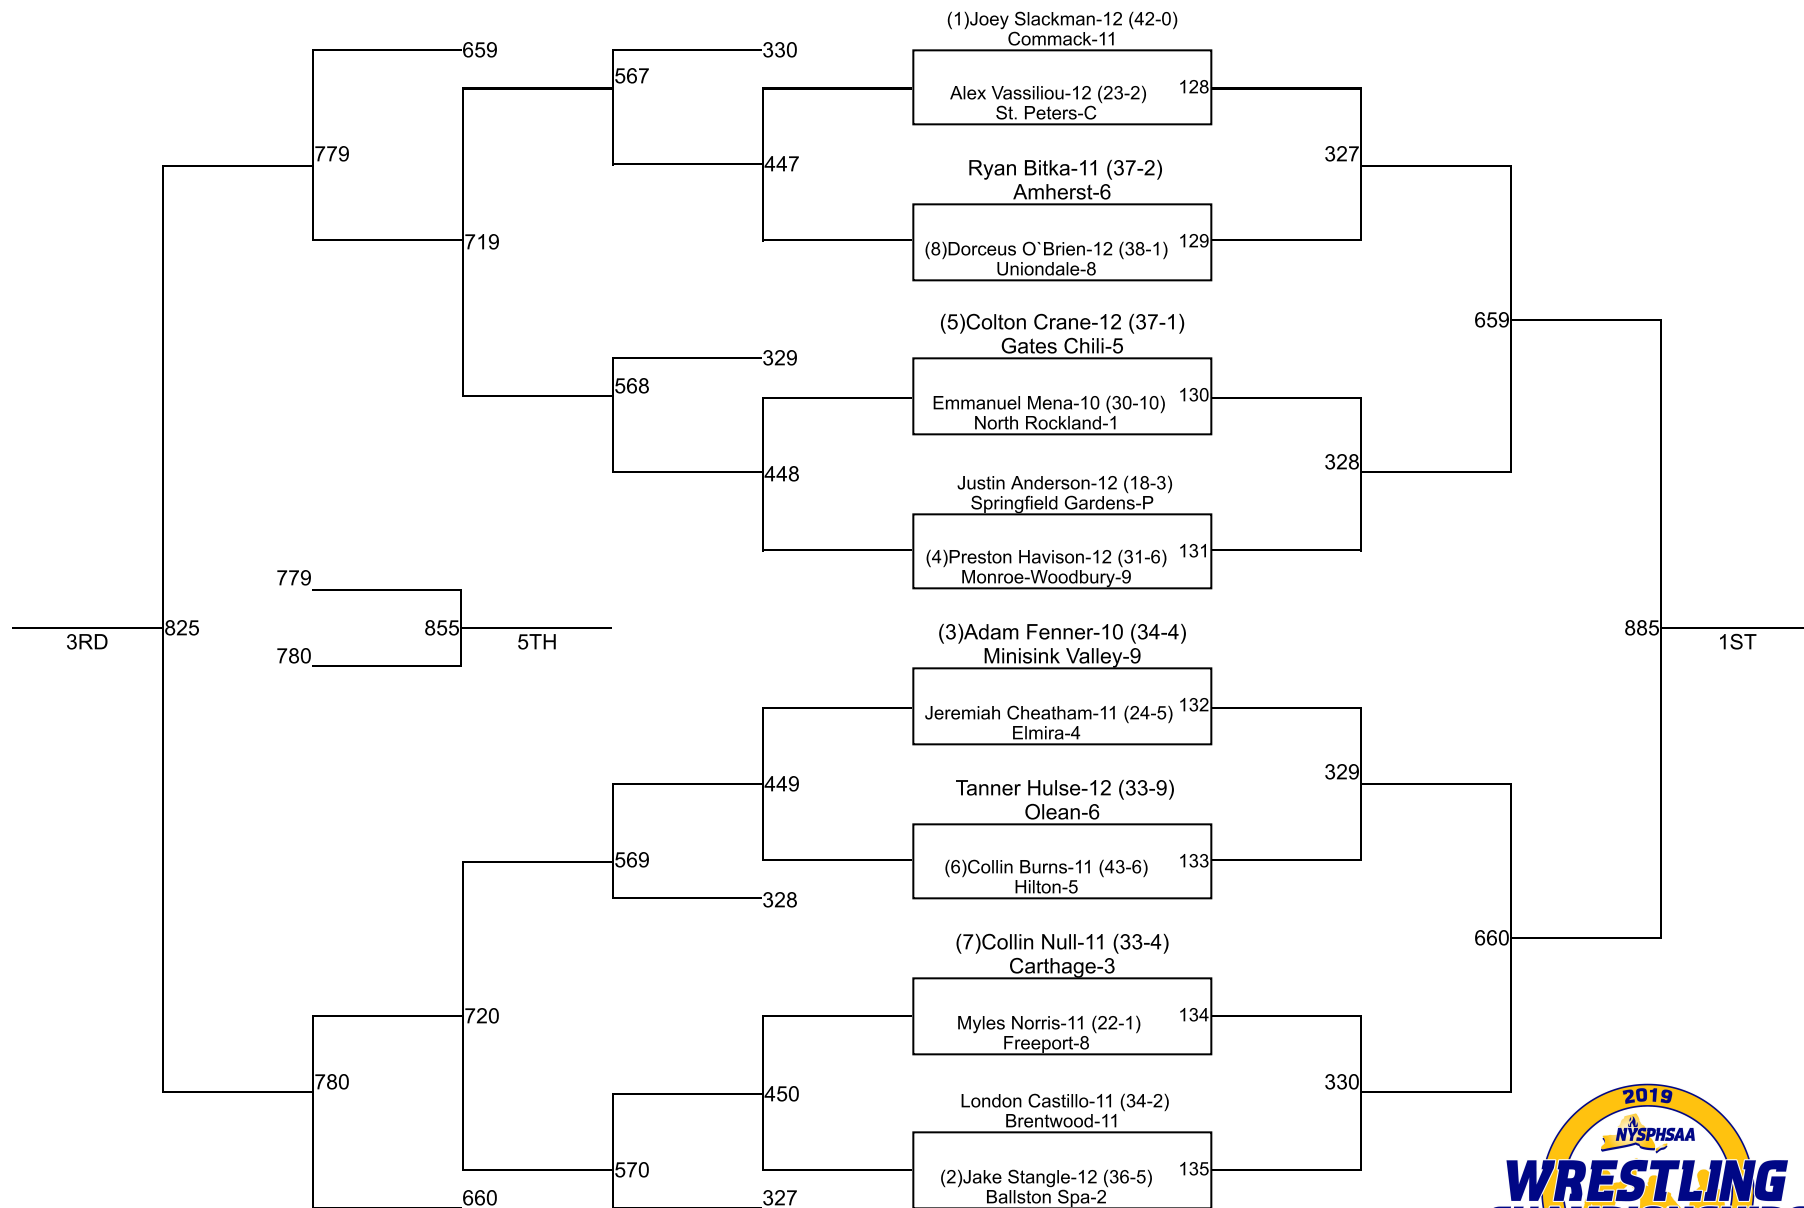 (1)Joey Slackman-12 (42-0)
Commack-11
659
330
567
Alex Vassiliou-12 (23-2)
128
St. Peters-C
779
447
327
Ryan Bitka-11 (37-2)
Amherst-6
719
(8)Dorceus O`Brien-12 (38-1)
129
Uniondale-8
(5)Colton Crane-12 (37-1)
659
Gates Chili-5
329
568
Emmanuel Mena-10 (30-10)
130
North Rockland-1
448
328
Justin Anderson-12 (18-3)
Springfield Gardens-P
(4)Preston Havison-12 (31-6)
131
Monroe-Woodbury-9
779
3RD
825
855
5TH
780
(3)Adam Fenner-10 (34-4)
885
1ST
Minisink Valley-9
Jeremiah Cheatham-11 (24-5)
132
Elmira-4
449
329
Tanner Hulse-12 (33-9)
Olean-6
569
(6)Collin Burns-11 (43-6)
133
Hilton-5
328
(7)Collin Null-11 (33-4)
660
Carthage-3
720
Myles Norris-11 (22-1)
134
Freeport-8
780
450
330
London Castillo-11 (34-2)
Brentwood-11
570
(2)Jake Stangle-12 (36-5)
135
Ballston Spa-2
660
327
2019
NYSPHSAA
WRESTLING